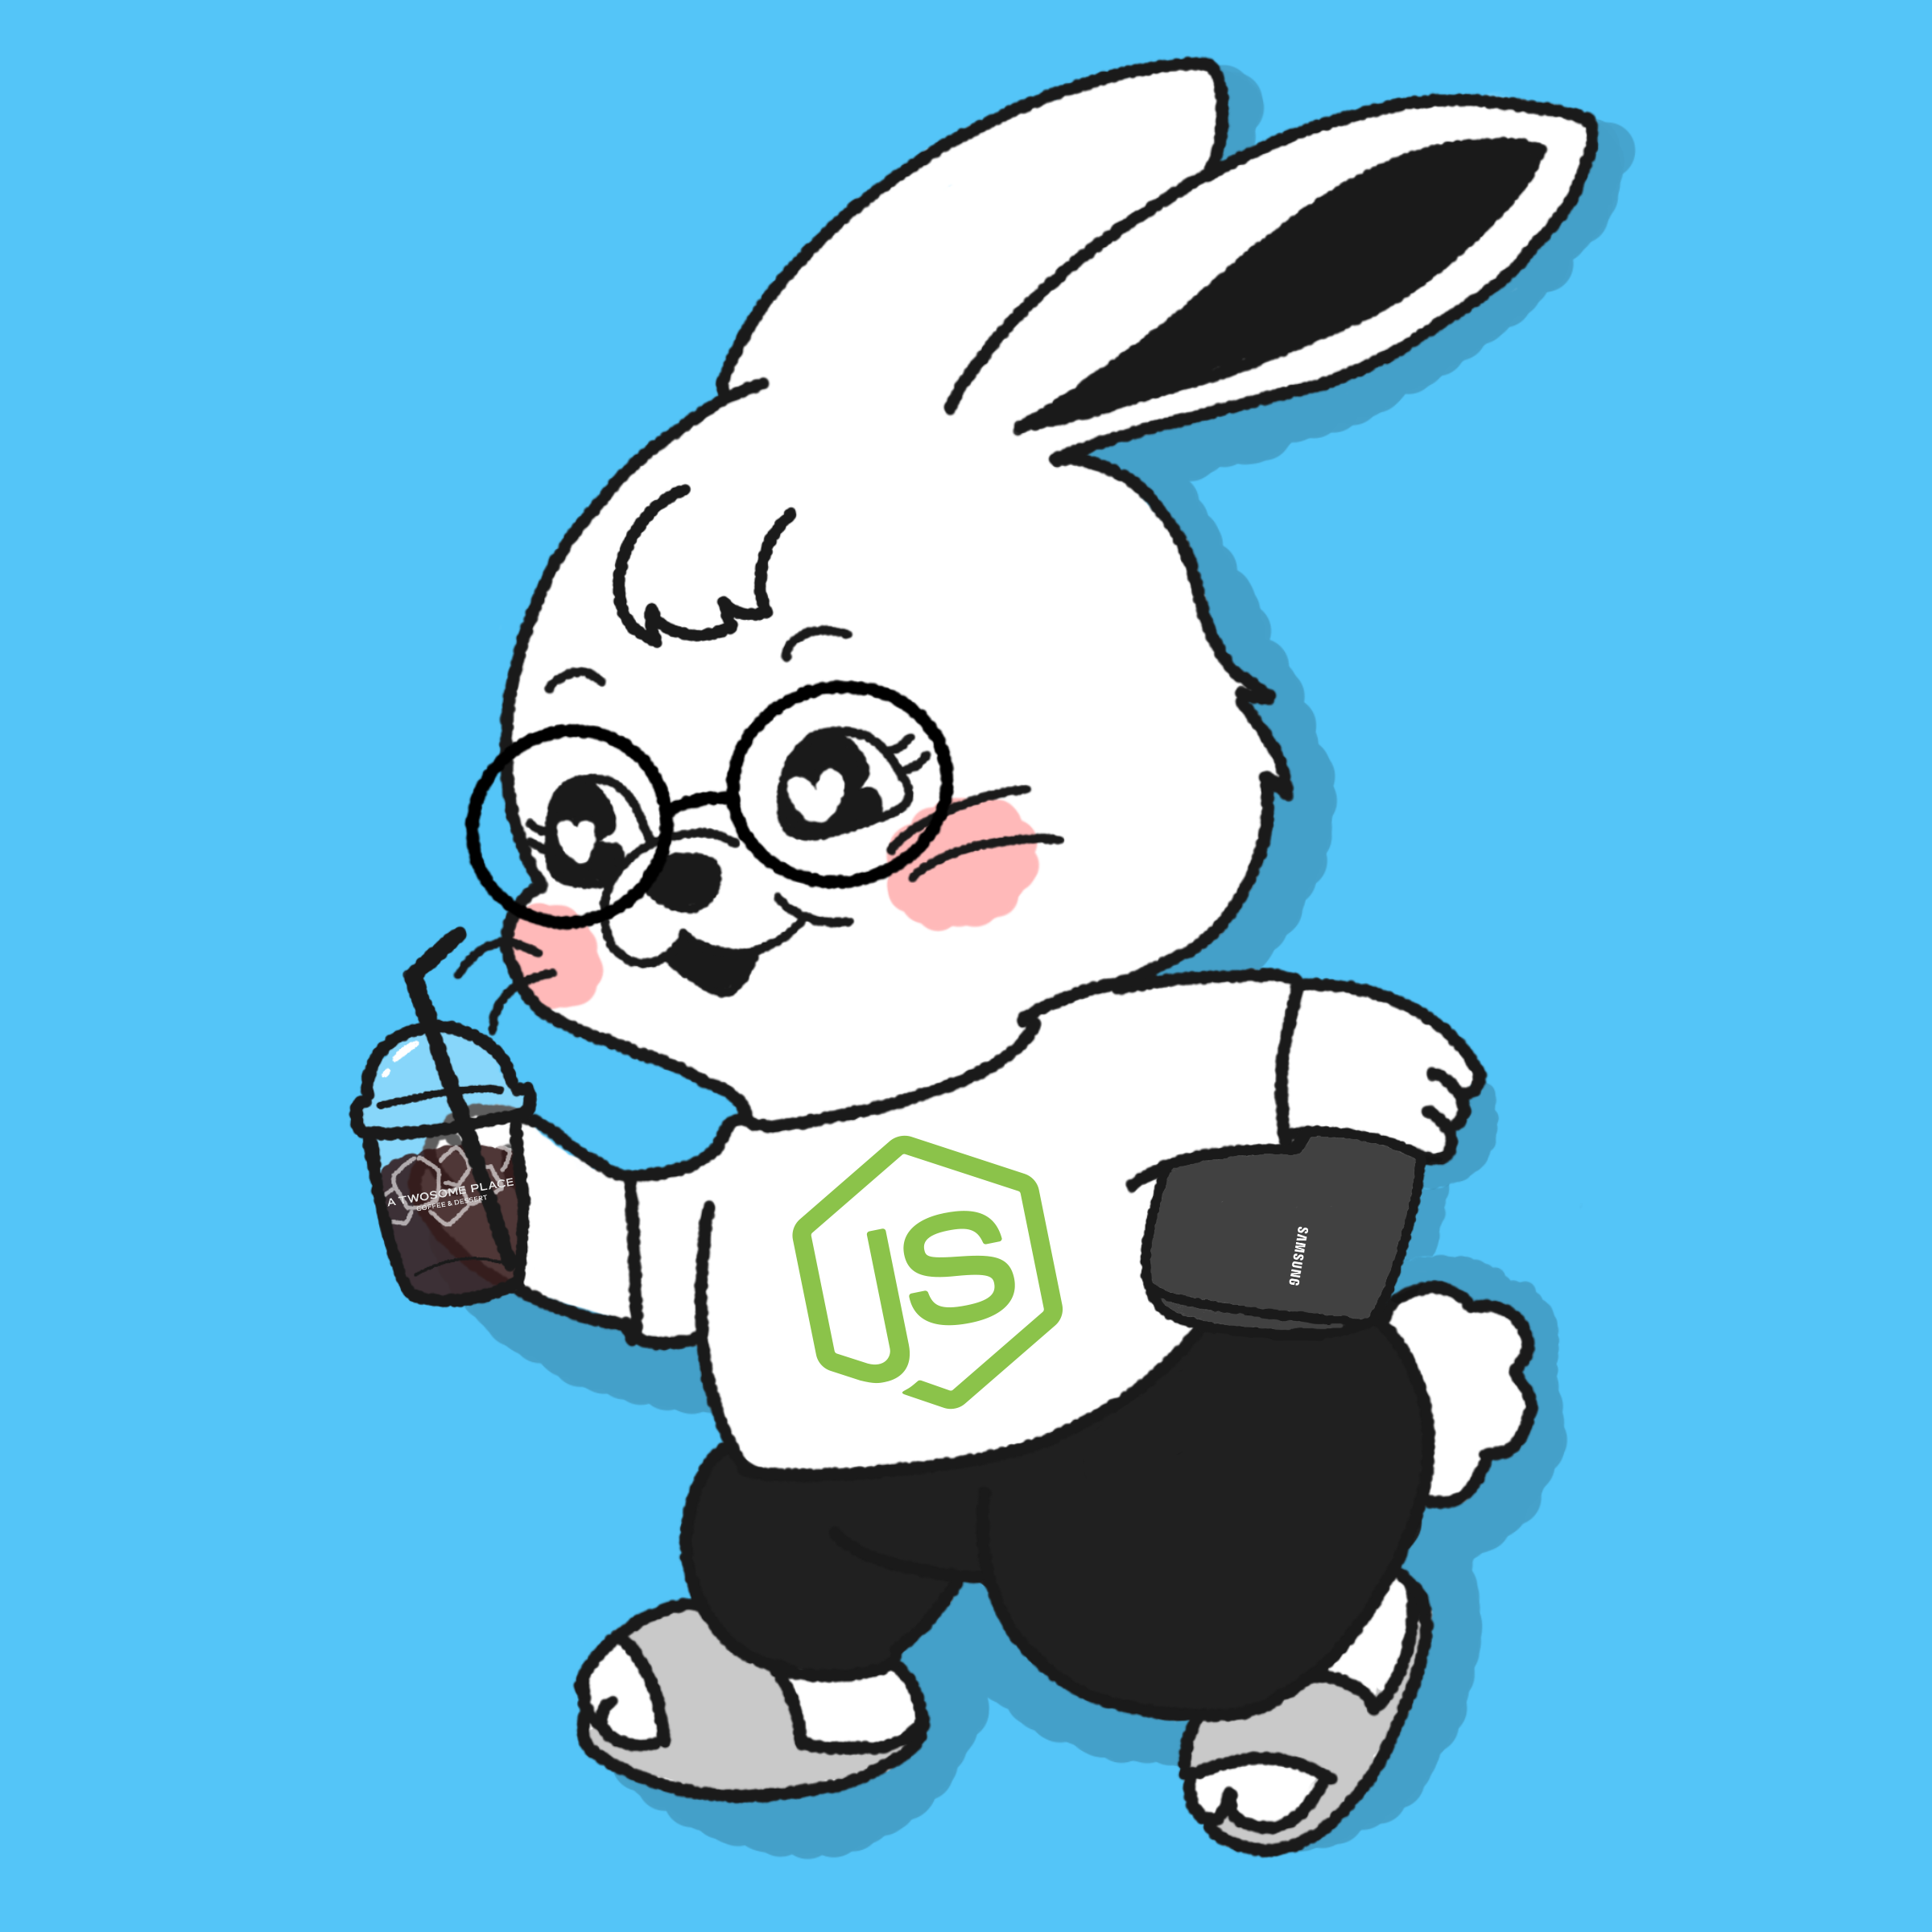 A TWOSOME PLACE
COFFEE & DESSERT
JS
SAMSUNG